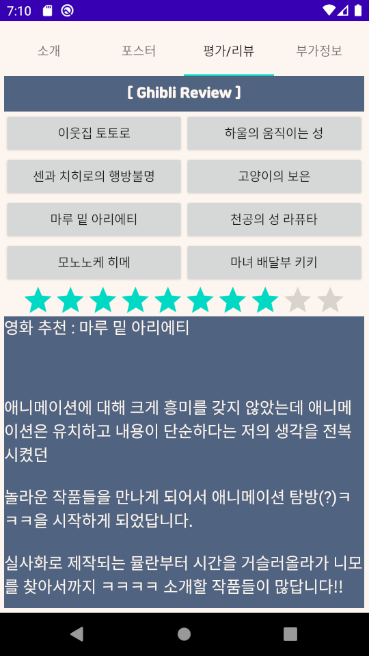 7:10
소개 포스터 평가/리뷰 부가정보
[ Ghibli Review ]
이웃집 토토로 하울의 움직이는 성
센과 치히로의 행방불명 고양이의 보은
마루 밑 아리에티 천공의 성 라퓨타
모노노케 히메 마녀 배달부 키키
영화 추천 : 마루 밑 아리에티
애니메이션에 대해 크게 흥미를 갖지 않았는데 애니메
이션은 유치하고 내용이 단순하다는 저의 생각을 전복
시켰던
놀라운 작품들을 만나게 되어서 애니메이션 탐방(?)ㅋ
ㅋㅋ을 시작하게 되었답니다.
실사화로 제작되는 뮬란부터 시간을 거슬러올라가 니모
를 찾아서까지 ㅋㅋㅋㅋ 소개할 작품들이 많답니다!!